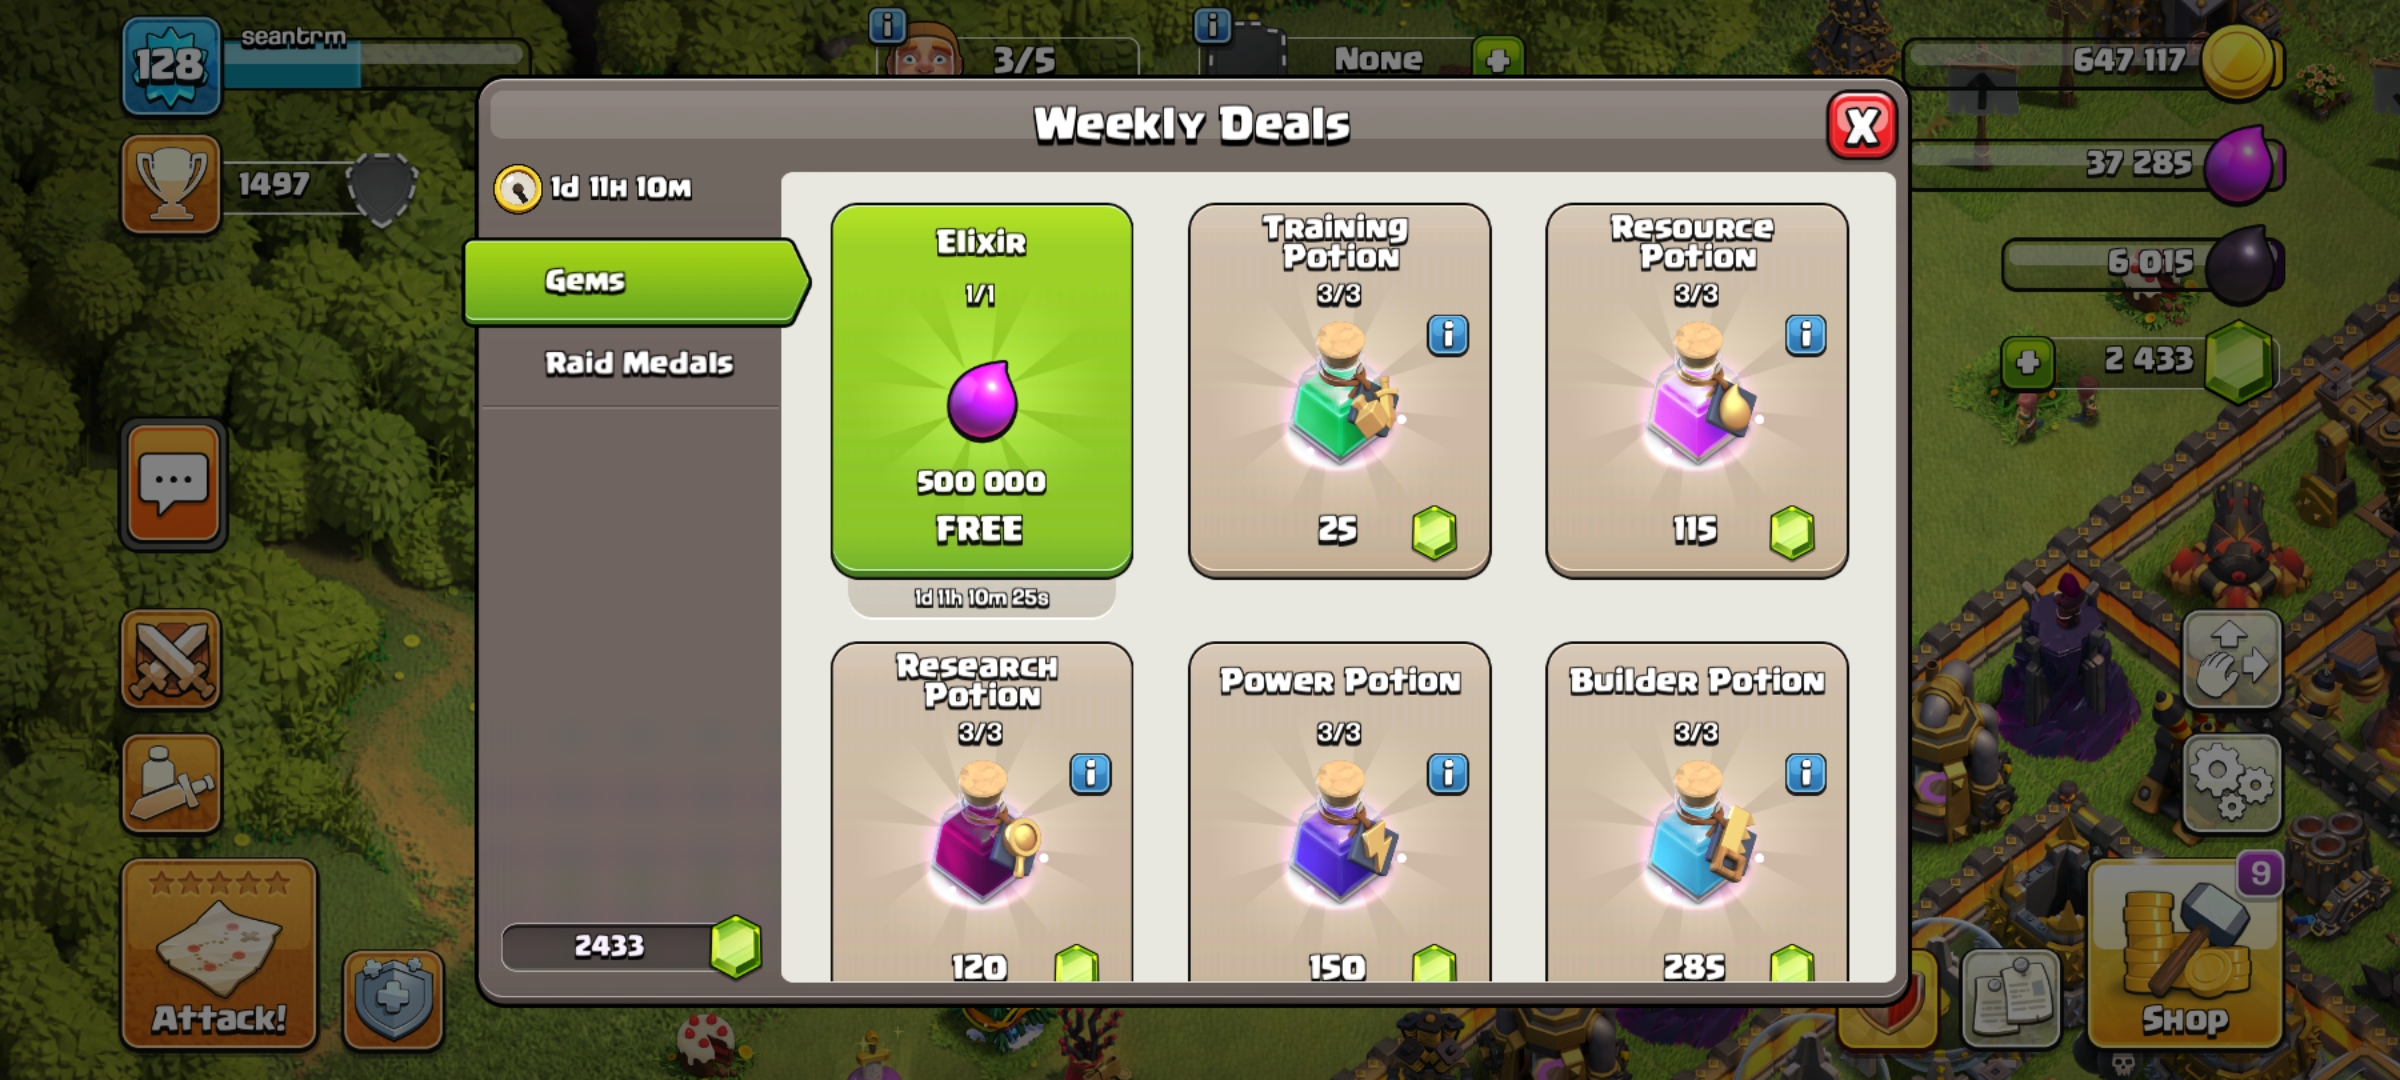 128
seantrm
3/5
None
647 117
Weekly Deals
X
1497
37 285
1d 11h 10m
Gems
Raid Medals
6 015
2 433
Elixir
1/1
500 000
FREE
1d 11h 10m 25s
Training
Potion
3/3
i
25
Resource
Potion
3/3
i
115
Research
Potion
3/3
i
120
Power Potion
3/3
i
150
Builder Potion
3/3
i
285
2433
Attack!
9
Shop